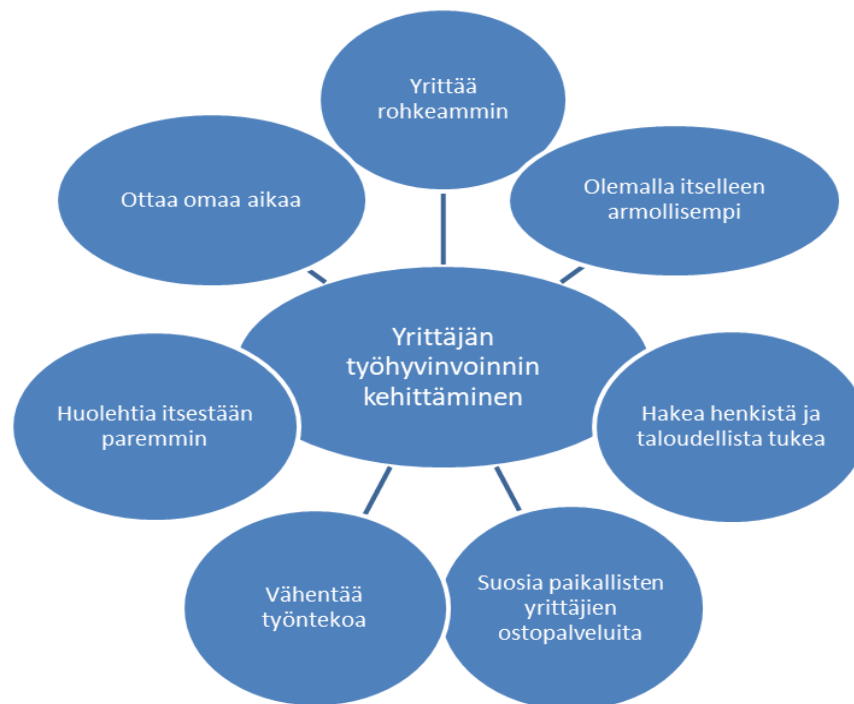 Yrittää
rohkeammin
Olemalla itselleen
armollisempi
Ottaa omaa aikaa
Yrittäjän
työhyvinvoinnin
kehittäminen
Huolehtia itsestään
paremmin
Hakea henkistä ja
taloudellista tukea
Vähentää
työntekoa
Suosia paikallisten
yrittäjien
ostopalveluita